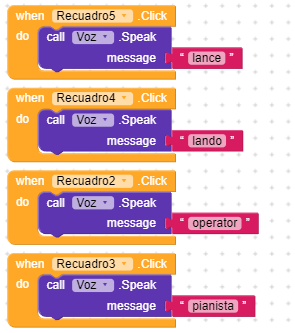 when Recuadro5 .Click
do call Voz .Speak
message " lance "
when Recuadro4 .Click
do call Voz .Speak
message " lando "
when Recuadro2 .Click
do call Voz .Speak
message " operator "
when Recuadro3 .Click
do call Voz .Speak
message " pianista "